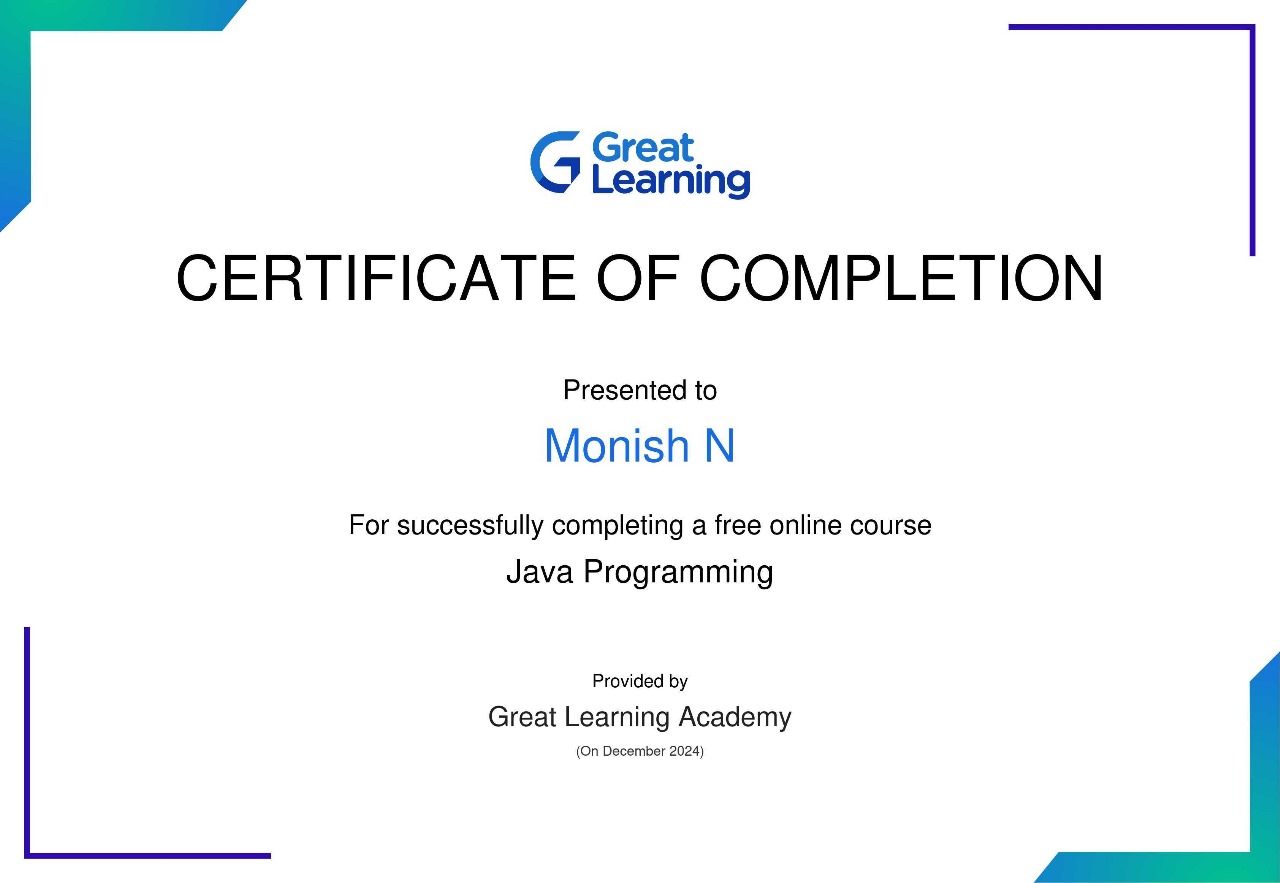 Great
Learning
CERTIFICATE OF COMPLETION
Presented to
Monish N
For successfully completing a free online course
Java Programming
Provided by
Great Learning Academy
(On December 2024)